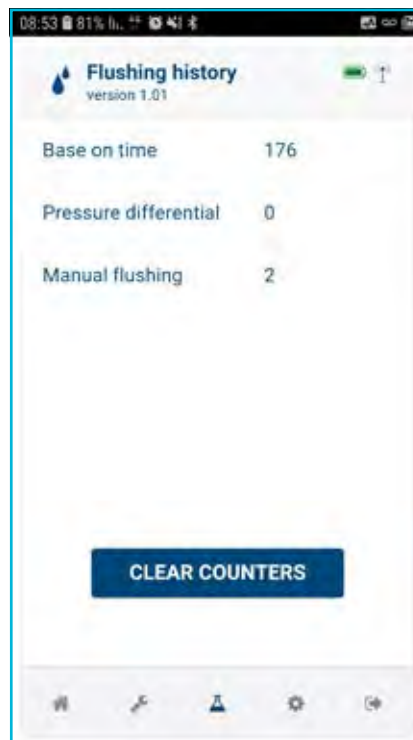 08:53 81%
Flushing history
version 1.01
Base on time 176
Pressure differential 0
Manual flushing 2
CLEAR COUNTERS